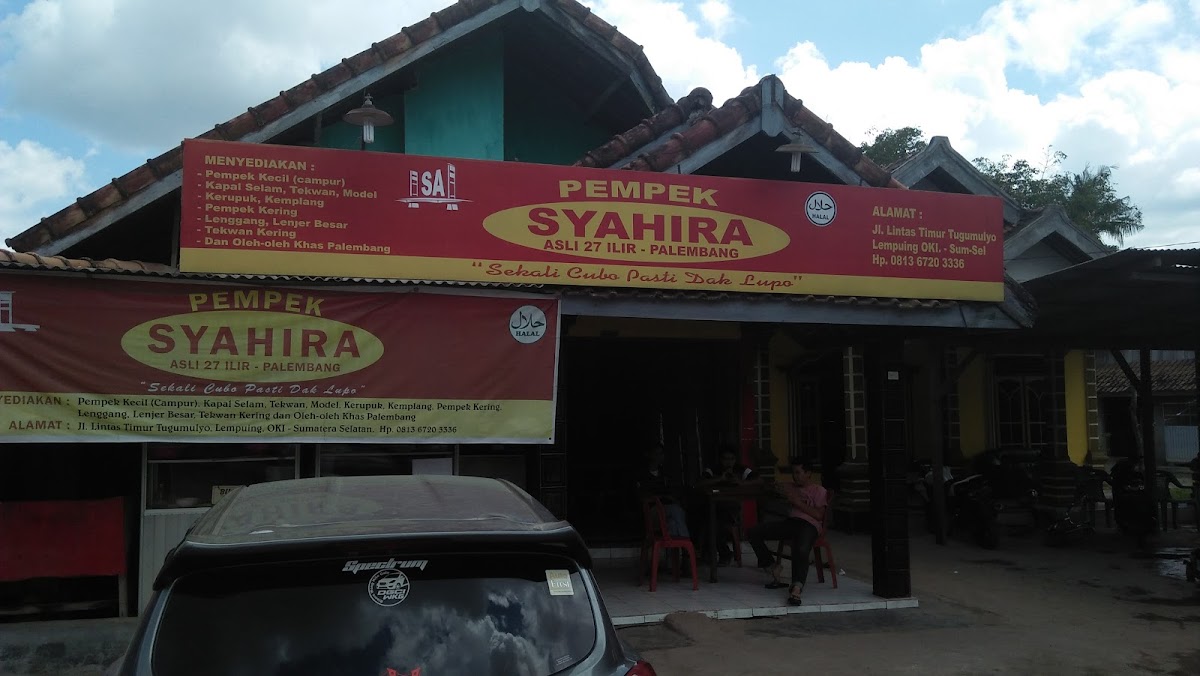 MENYEDIAKAN :
- Pempek Kecil (campur)
- Kapal Selam, Tekwan, Model
- Kerupuk, Kemplang
- Pempek Kering
- Lenggang, Lenjer Besar
- Tekwan Kering
- Dan Oleh-oleh Khas Palembang
SA
PEMPEK
SYAHIRA
ASLI 27 ILIR - PALEMBANG
"Sekali Cubo Pasti Dak Lupo"
حلال
HALAL
ALAMAT :
Jl. Lintas Timur Tugumulyo
Lempuing OKI. - Sum-Sel
Hp. 0813 6720 3336
PEMPEK
SYAHIRA
ASLI 27 ILIR - PALEMBANG
"Sekali Cubo Pasti Dak Lupo"
حلال
HALAL
YEDIAKAN : Pempek Kecil (Campur), Kapal Selam, Tekwan, Model, Kerupuk, Kemplang, Pempek Kering,
Lenggang, Lenjer Besar, Tekwan Kering dan Oleh-oleh Khas Palembang
ALAMAT : Jl. Lintas Timur Tugumulyo, Lempuing, OKI - Sumatera Selatan, Hp. 0813 6720 3336
Spectrum
DGCI
WKS